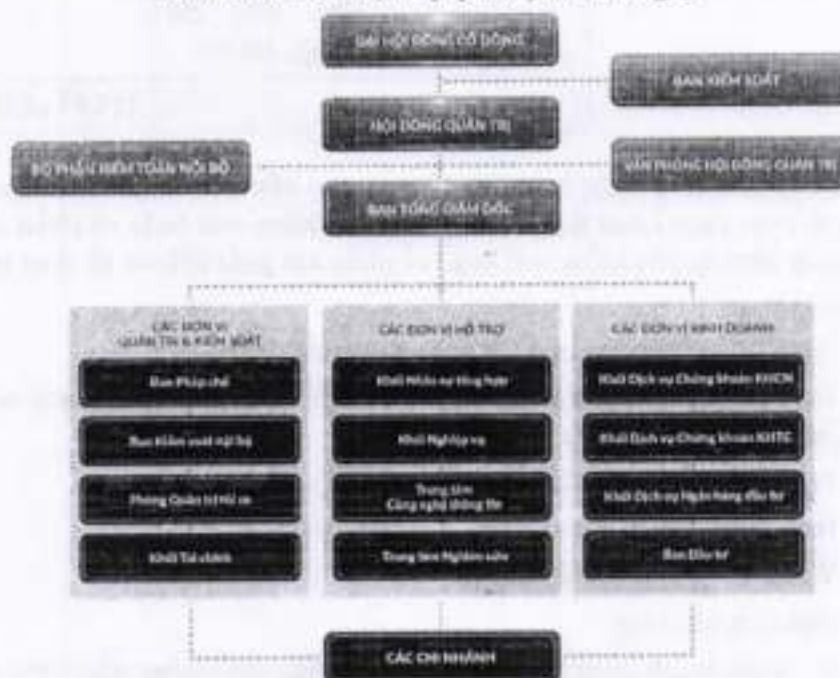 ĐẠI HỘI ĐỒNG CỔ ĐÔNG
BAN KIỂM SOÁT
HỘI ĐỒNG QUẢN TRỊ
BỘ PHẬN KIỂM TOÁN NỘI BỘ
VĂN PHÒNG HỘI ĐỒNG QUẢN TRỊ
BAN TỔNG GIÁM ĐỐC
CÁC ĐƠN VỊ
QUẢN TRỊ & KIỂM SOÁT
Ban Pháp chế
Ban Kiểm soát nội bộ
Phòng Quản trị rủi ro
Khối Tài chính
CÁC ĐƠN VỊ HỖ TRỢ
Khối Nhân sự tổng hợp
Khối Nghiệp vụ
Trung tâm
Công nghệ thông tin
Trung tâm Nghiên cứu
CÁC ĐƠN VỊ KINH DOANH
Khối Dịch vụ Chứng khoán KHCN
Khối Dịch vụ Chứng khoán KHTC
Khối Dịch vụ Ngân hàng đầu tư
Ban Đầu tư
CÁC CHI NHÁNH